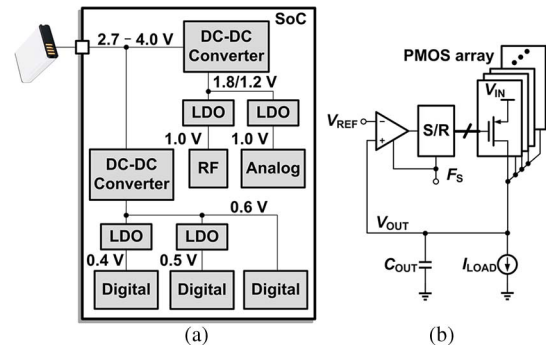 SoC
2.7 – 4.0 V
DC-DC
Converter
1.8/1.2 V
LDO
LDO
1.0 V
1.0 V
RF
Analog
DC-DC
Converter
0.6 V
LDO
LDO
0.4 V
0.5 V
Digital
Digital
Digital
(a)
PMOS array
VIN
VREF
S/R
FS
VOUT
COUT
ILOAD
(b)